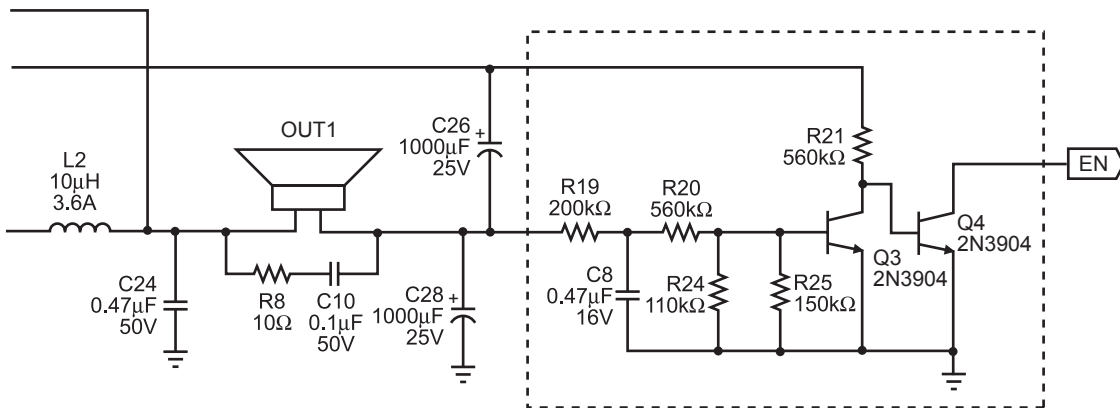 OUT1
C26
1000μF
25V
+
R21
560kΩ
EN
L2
10μH
3.6A
R19
200kΩ
R20
560kΩ
Q4
2N3904
Q3
2N3904
C24
0.47μF
50V
R8
10Ω
C10
0.1μF
50V
C28
1000μF
25V
+
C8
0.47μF
16V
R24
110kΩ
R25
150kΩ